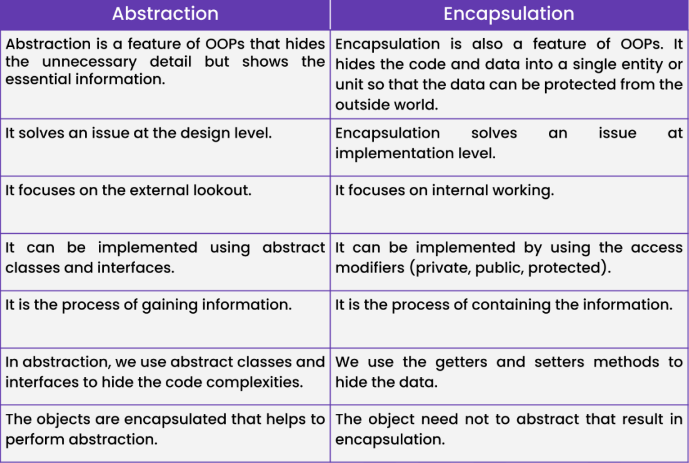 Abstraction
Encapsulation
Abstraction is a feature of OOPs that hides
the unnecessary detail but shows the
essential information.
Encapsulation is also a feature of OOPs. It
hides the code and data into a single entity or
unit so that the data can be protected from the
outside world.
It solves an issue at the design level.
Encapsulation solves an issue at
implementation level.
It focuses on the external lookout.
It focuses on internal working.
It can be implemented using abstract
classes and interfaces.
It can be implemented by using the access
modifiers (private, public, protected).
It is the process of gaining information.
It is the process of containing the information.
In abstraction, we use abstract classes and
interfaces to hide the code complexities.
We use the getters and setters methods to
hide the data.
The objects are encapsulated that helps to
perform abstraction.
The object need not to abstract that result in
encapsulation.